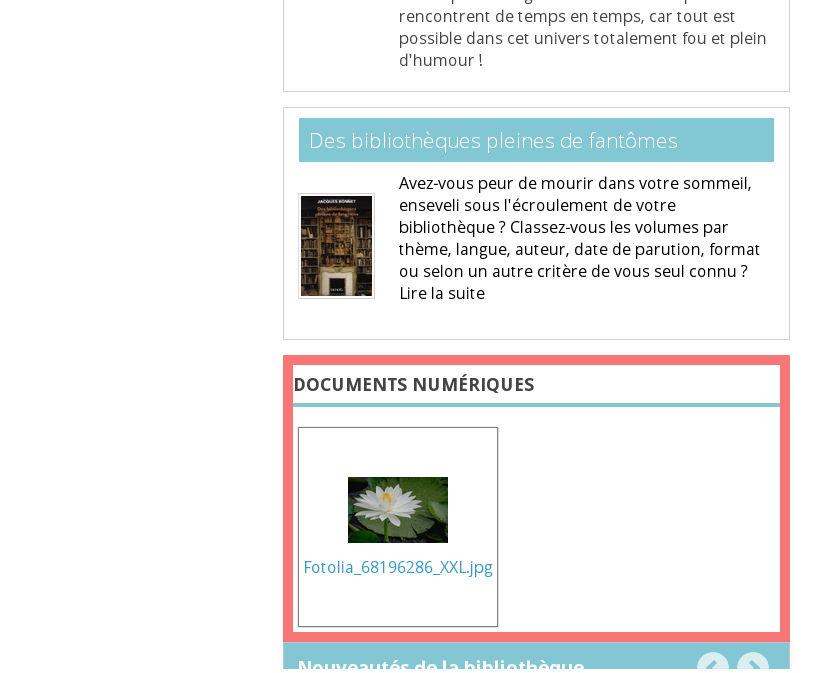 rencontrent de temps en temps, car tout est
possible dans cet univers totalement fou et plein
d'humour !
Des bibliothèques pleines de fantômes
JACQUES BONNET
Des bibliothèques
pleines de fantômes
Avez-vous peur de mourir dans votre sommeil,
enseveli sous l'écroulement de votre
bibliothèque ? Classez-vous les volumes par
thème, langue, auteur, date de parution, format
ou selon un autre critère de vous seul connu ?
Lire la suite
DOCUMENTS NUMÉRIQUES
Fotolia_68196286_XXL.jpg
Nouveautés de la bibliothèque